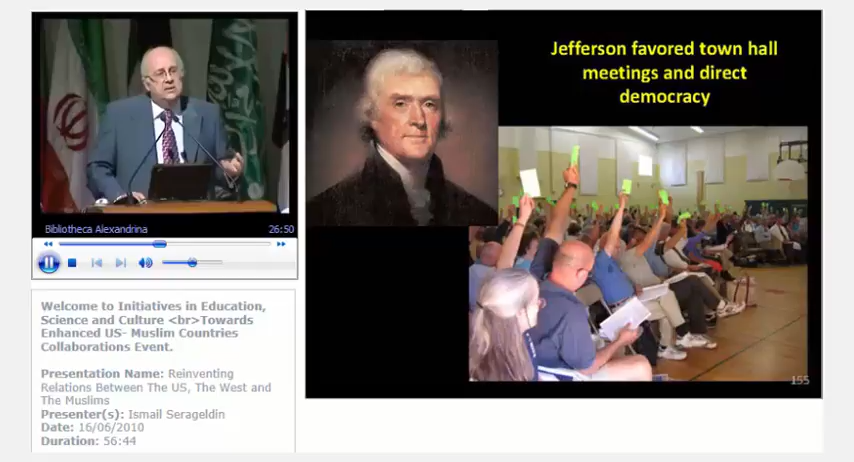 Jefferson favored town hall
meetings and direct
democracy
155
Bibliotheca Alexandrina 26:50
Welcome to Initiatives in Education,
Science and Culture <br>Towards
Enhanced US- Muslim Countries
Collaborations Event.
Presentation Name: Reinventing
Relations Between The US, The West and
The Muslims
Presenter(s): Ismail Serageldin
Date: 16/06/2010
Duration: 56:44